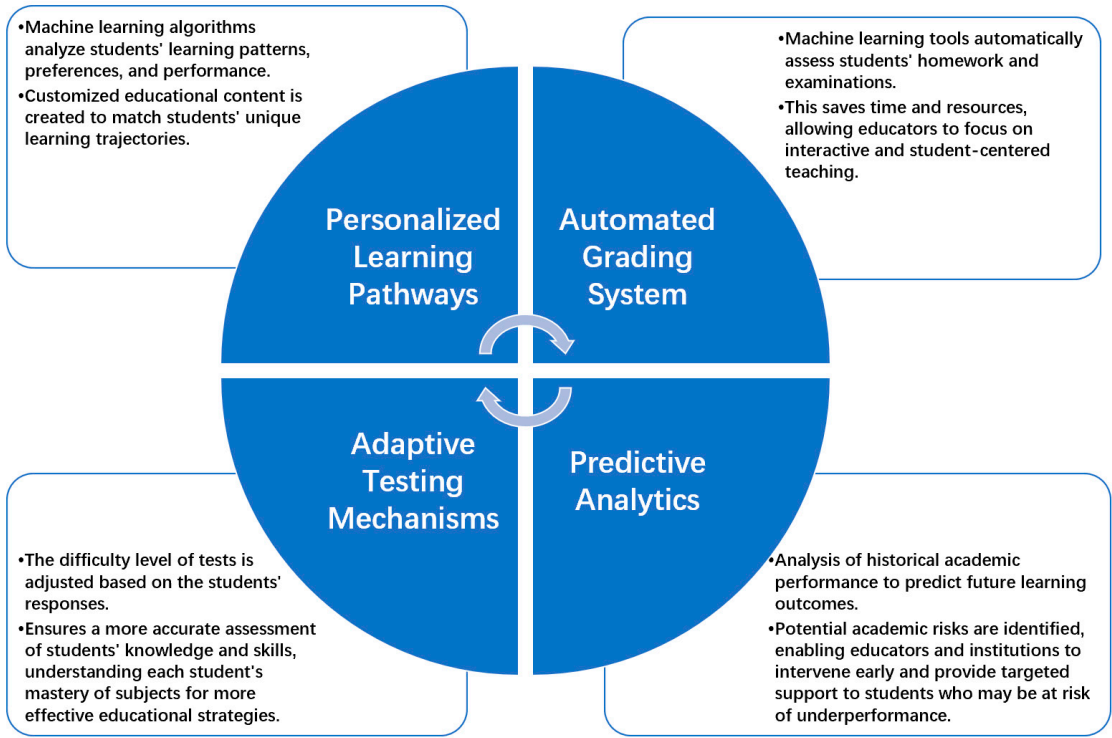 •Machine learning algorithms
analyze students' learning patterns,
preferences, and performance.
•Customized educational content is
created to match students' unique
learning trajectories.
•Machine learning tools automatically
assess students' homework and
examinations.
•This saves time and resources,
allowing educators to focus on
interactive and student-centered
teaching.
Personalized
Learning
Pathways
Automated
Grading
System
Adaptive
Testing
Mechanisms
Predictive
Analytics
•The difficulty level of tests is
adjusted based on the students'
responses.
•Ensures a more accurate assessment
of students' knowledge and skills,
understanding each student's
mastery of subjects for more
effective educational strategies.
•Analysis of historical academic
performance to predict future learning
outcomes.
•Potential academic risks are identified,
enabling educators and institutions to
intervene early and provide targeted
support to students who may be at risk
of underperformance.